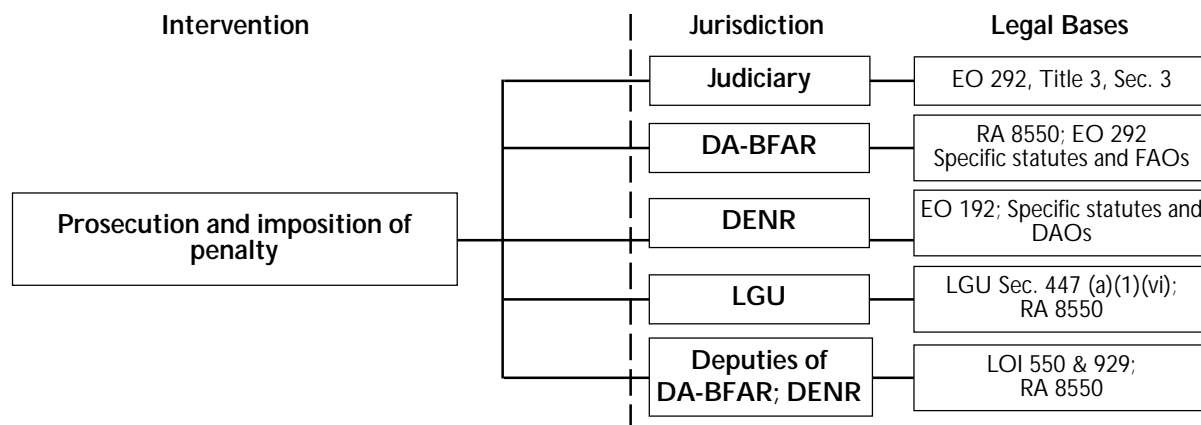 Intervention
Jurisdiction
Legal Bases
Prosecution and imposition of
penalty
Judiciary
EO 292, Title 3, Sec. 3
DA-BFAR
RA 8550; EO 292
Specific statutes and FAOs
DENR
EO 192; Specific statutes and
DAOs
LGU
LGU Sec. 447 (a)(1)(vi);
RA 8550
Deputies of
DA-BFAR; DENR
LOI 550 & 929;
RA 8550